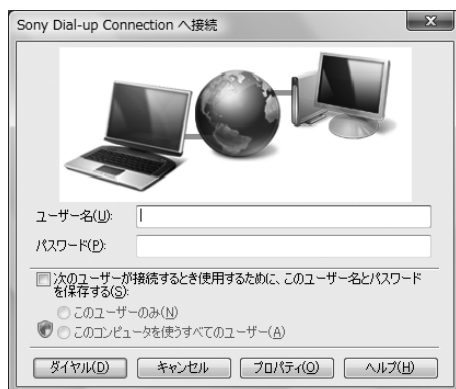 Sony Dial-up Connection へ接続
ユーザー名(U):
パスワード(P):
次のユーザーが接続するとき使用するために、このユーザー名とパスワード
を保存する(S):
このユーザーのみ(N)
このコンピュータを使うすべてのユーザー(A)
ダイヤル(D) キャンセル プロパティ(O) ヘルプ(H)